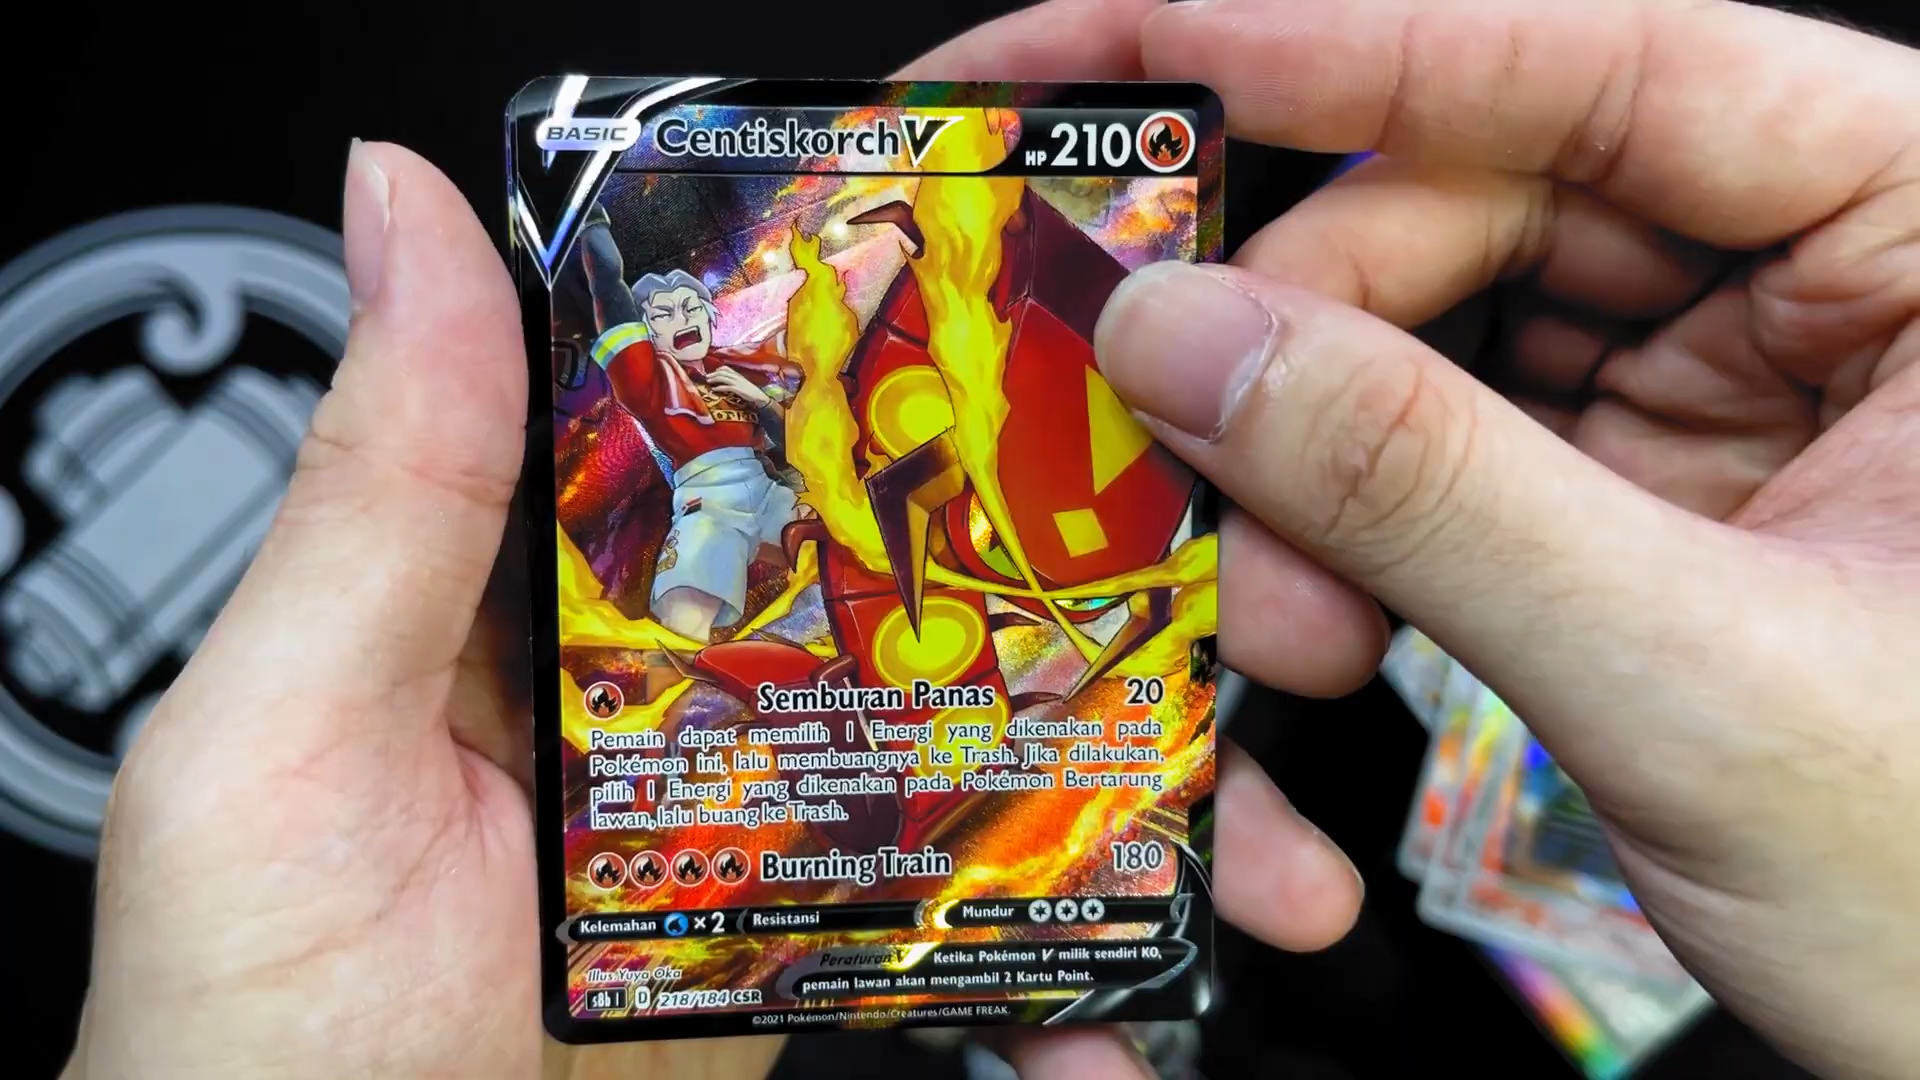 BASIC Centiskorch V HP 210
Semburan Panas 20
Pemain dapat memilih 1 Energi yang dikenakan pada
Pokémon ini, lalu membuangnya ke Trash. Jika dilakukan,
pilih 1 Energi yang dikenakan pada Pokémon Bertarung
lawan, lalu buang ke Trash.
Burning Train 180
Kelemahan ×2 Resistansi Mundur
Peraturan V Ketika Pokémon V milik sendiri KO,
pemain lawan akan mengambil 2 Kartu Point.
Illus. Yuya Oka
s8b I D 218/184 CSR
©2021 Pokémon/Nintendo/Creatures/GAME FREAK.